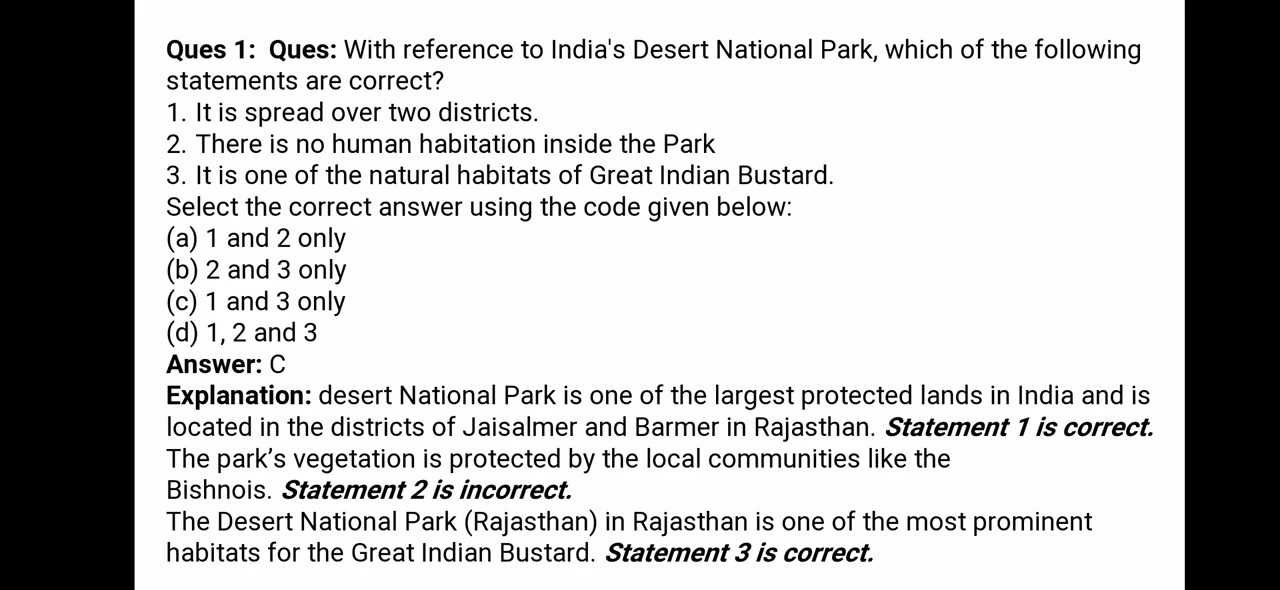 Ques 1:  Ques: With reference to India's Desert National Park, which of the following
statements are correct?
1. It is spread over two districts.
2. There is no human habitation inside the Park
3. It is one of the natural habitats of Great Indian Bustard.
Select the correct answer using the code given below:
(a) 1 and 2 only
(b) 2 and 3 only
(c) 1 and 3 only
(d) 1, 2 and 3
Answer: C
Explanation: desert National Park is one of the largest protected lands in India and is
located in the districts of Jaisalmer and Barmer in Rajasthan. Statement 1 is correct.
The park’s vegetation is protected by the local communities like the
Bishnois. Statement 2 is incorrect.
The Desert National Park (Rajasthan) in Rajasthan is one of the most prominent
habitats for the Great Indian Bustard. Statement 3 is correct.